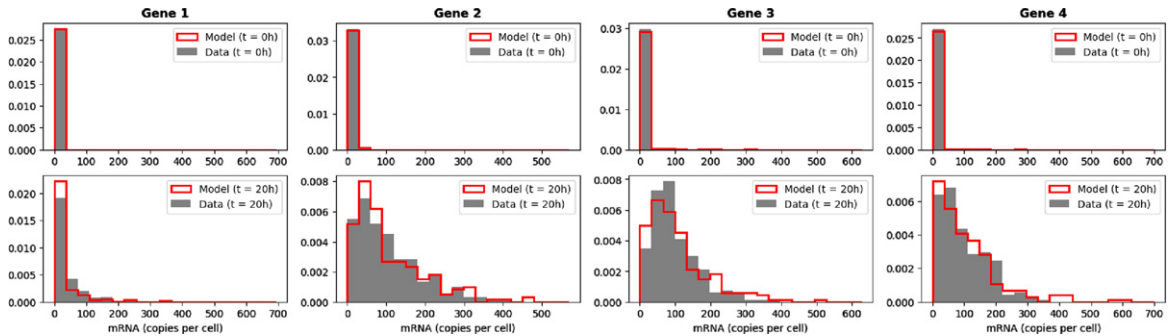 Gene 1 Gene 2 Gene 3 Gene 4
Model (t = 0h) Model (t = 0h) Model (t = 0h) Model (t = 0h)
Data (t = 0h) Data (t = 0h) Data (t = 0h) Data (t = 0h)
0.025 0.03 0.03 0.025
0.020 0.020
0.015 0.02 0.02 0.015
0.010 0.01 0.01 0.010
0.005 0.005
0.000 0.00 0.00 0.000
0 100 200 300 400 500 600 700 0 100 200 300 400 500 0 100 200 300 400 500 600 0 100 200 300 400 500 600 700
Model (t = 20h) Model (t = 20h) Model (t = 20h) Model (t = 20h)
Data (t = 20h) Data (t = 20h) Data (t = 20h) Data (t = 20h)
0.020 0.008 0.008
0.015 0.006 0.006 0.006
0.010 0.004 0.004 0.004
0.005 0.002 0.002 0.002
0.000 0.000 0.000 0.000
0 100 200 300 400 500 600 700 0 100 200 300 400 500 0 100 200 300 400 500 600 0 100 200 300 400 500 600 700
mRNA (copies per cell) mRNA (copies per cell) mRNA (copies per cell) mRNA (copies per cell)